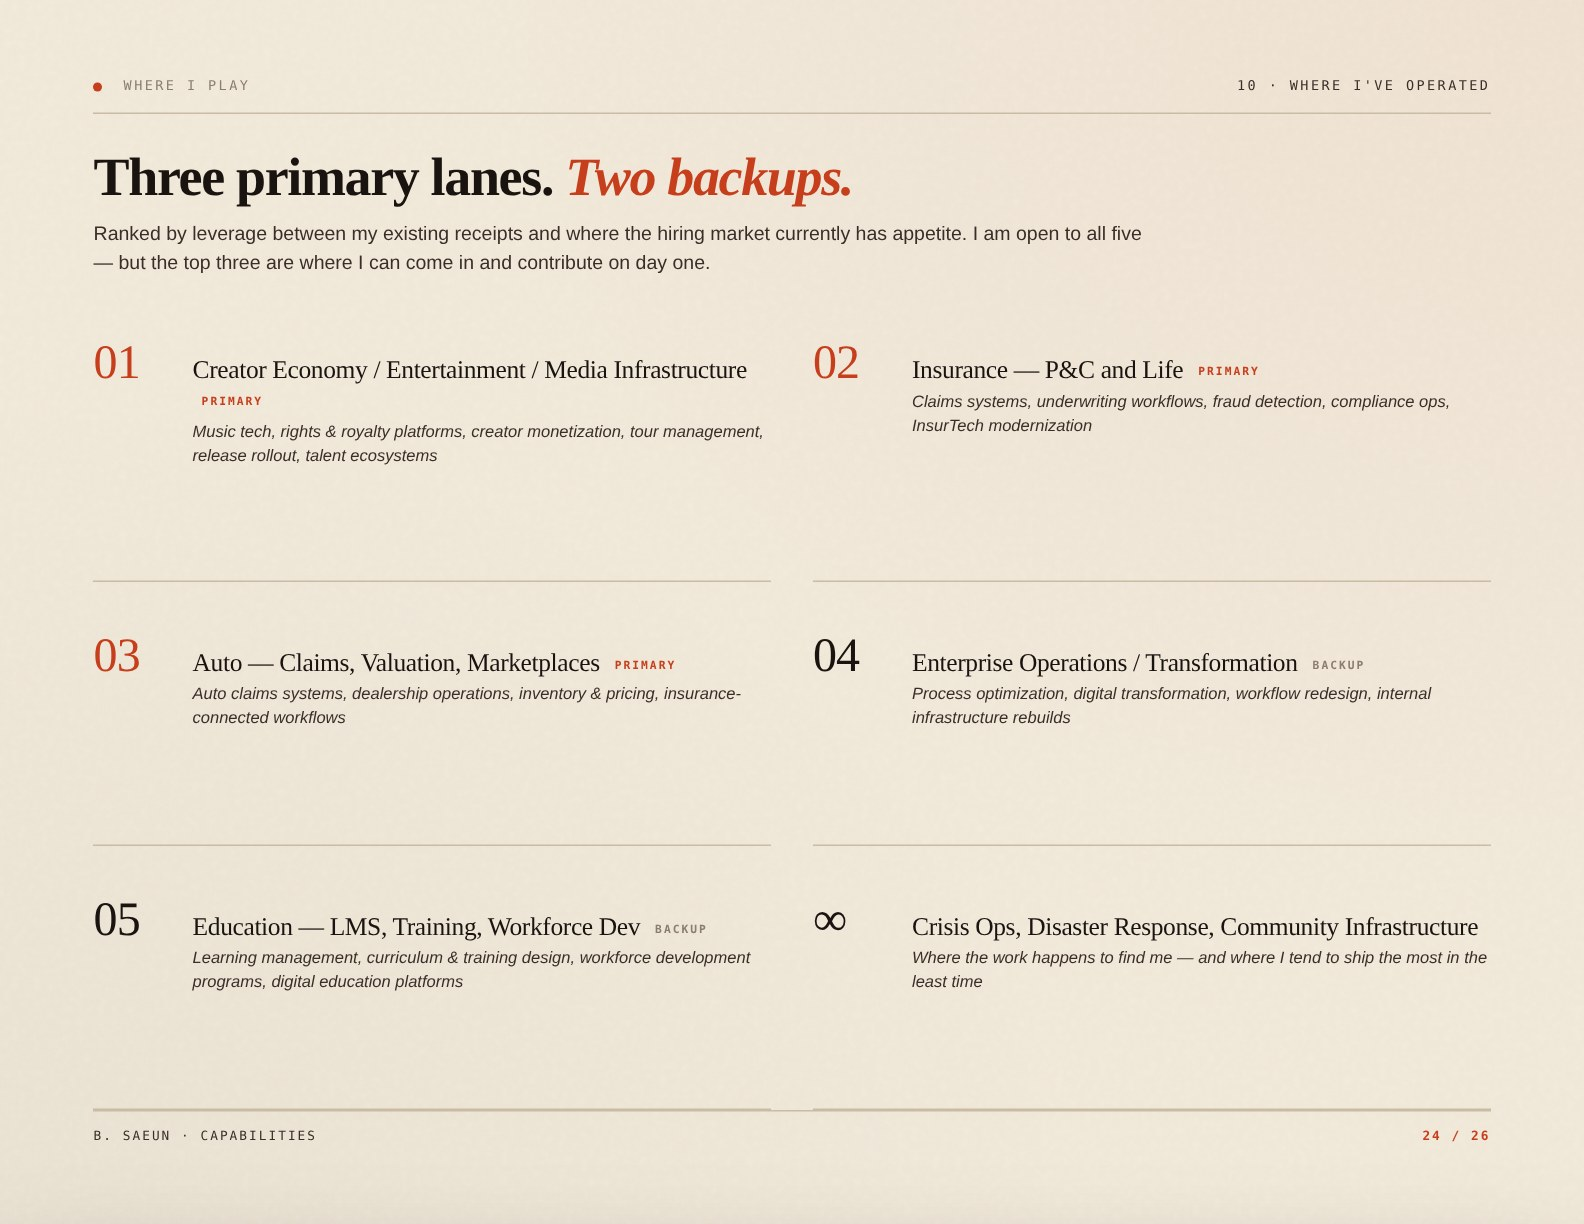 WHERE I PLAY
10 · WHERE I'VE OPERATED
Three primary lanes. Two backups.
Ranked by leverage between my existing receipts and where the hiring market currently has appetite. I am open to all five
— but the top three are where I can come in and contribute on day one.
01
Creator Economy / Entertainment / Media Infrastructure
PRIMARY
Music tech, rights & royalty platforms, creator monetization, tour management,
release rollout, talent ecosystems
02
Insurance — P&C and Life PRIMARY
Claims systems, underwriting workflows, fraud detection, compliance ops,
InsurTech modernization
03
Auto — Claims, Valuation, Marketplaces PRIMARY
Auto claims systems, dealership operations, inventory & pricing, insurance-
connected workflows
04
Enterprise Operations / Transformation BACKUP
Process optimization, digital transformation, workflow redesign, internal
infrastructure rebuilds
05
Education — LMS, Training, Workforce Dev BACKUP
Learning management, curriculum & training design, workforce development
programs, digital education platforms
∞
Crisis Ops, Disaster Response, Community Infrastructure
Where the work happens to find me — and where I tend to ship the most in the
least time
B. SAEUN · CAPABILITIES
24 / 26